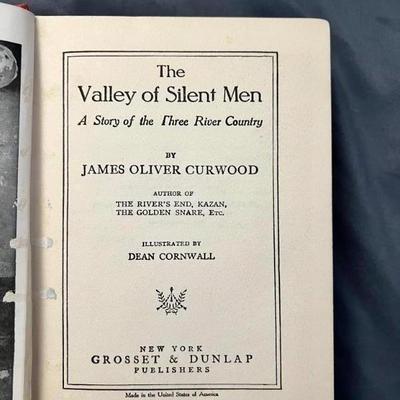 The
Valley of Silent Men
A Story of the Three River Country
BY
JAMES OLIVER CURWOOD
AUTHOR OF
THE RIVER'S END, KAZAN,
THE GOLDEN SNARE, ETC.
ILLUSTRATED BY
DEAN CORNWALL
NEW YORK
GROSSET & DUNLAP
PUBLISHERS
Made in the United States of America